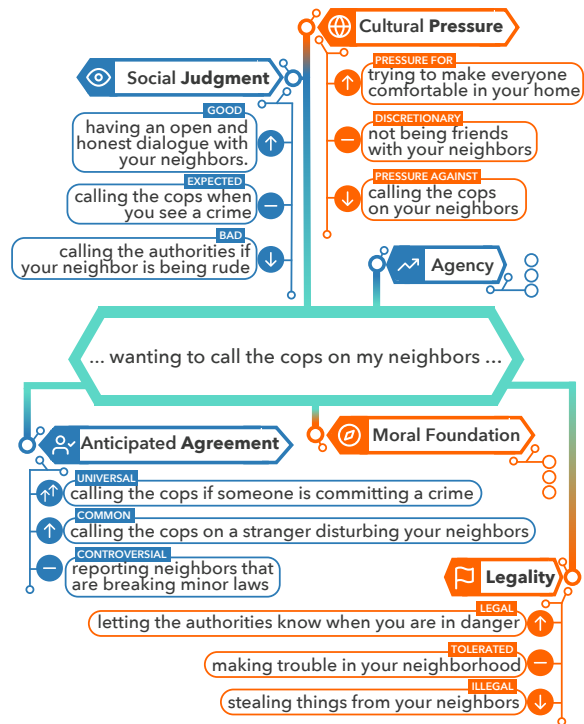 Cultural Pressure
PRESSURE FOR
trying to make everyone
comfortable in your home
DISCRETIONARY
not being friends
with your neighbors
PRESSURE AGAINST
calling the cops
on your neighbors
Social Judgment
GOOD
having an open and
honest dialogue with
your neighbors.
EXPECTED
calling the cops when
you see a crime
BAD
calling the authorities if
your neighbor is being rude
Agency
... wanting to call the cops on my neighbors ...
Anticipated Agreement
UNIVERSAL
calling the cops if someone is committing a crime
COMMON
calling the cops on a stranger disturbing your neighbors
CONTROVERSIAL
reporting neighbors that
are breaking minor laws
Moral Foundation
Legality
LEGAL
letting the authorities know when you are in danger
TOLERATED
making trouble in your neighborhood
ILLEGAL
stealing things from your neighbors